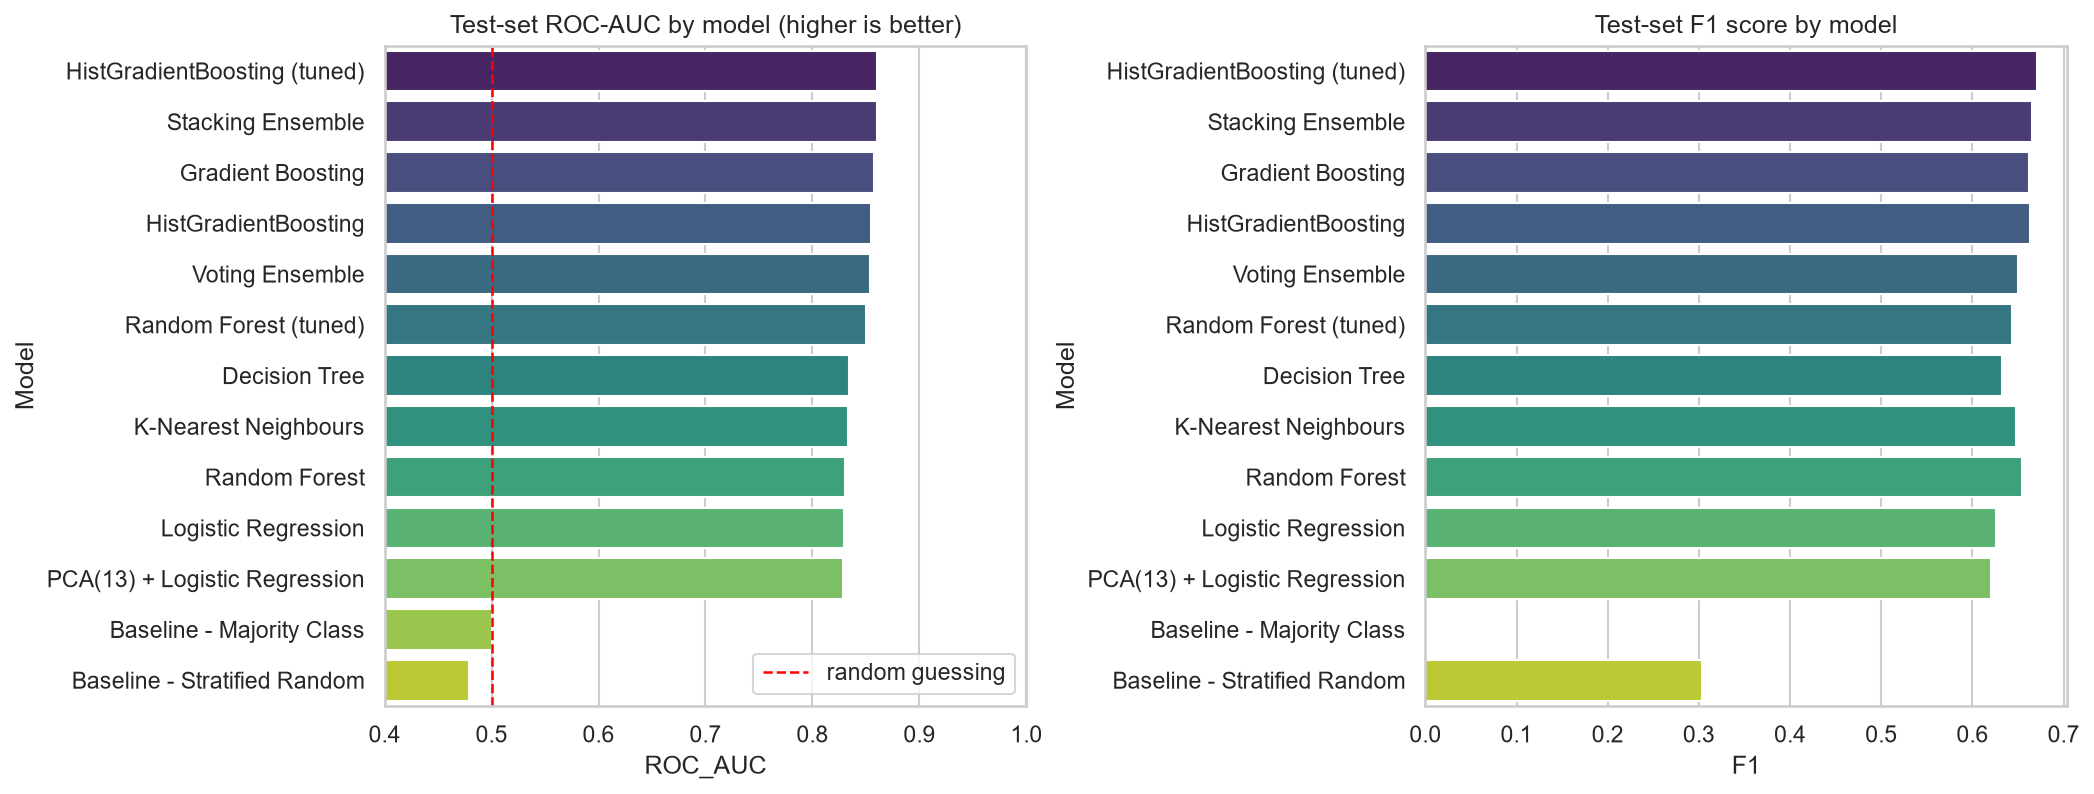 Test-set ROC-AUC by model (higher is better)
Model
HistGradientBoosting (tuned)
Stacking Ensemble
Gradient Boosting
HistGradientBoosting
Voting Ensemble
Random Forest (tuned)
Decision Tree
K-Nearest Neighbours
Random Forest
Logistic Regression
PCA(13) + Logistic Regression
Baseline - Majority Class
Baseline - Stratified Random
random guessing
0.4 0.5 0.6 0.7 0.8 0.9 1.0
ROC_AUC
Test-set F1 score by model
Model
HistGradientBoosting (tuned)
Stacking Ensemble
Gradient Boosting
HistGradientBoosting
Voting Ensemble
Random Forest (tuned)
Decision Tree
K-Nearest Neighbours
Random Forest
Logistic Regression
PCA(13) + Logistic Regression
Baseline - Majority Class
Baseline - Stratified Random
0.0 0.1 0.2 0.3 0.4 0.5 0.6 0.7
F1